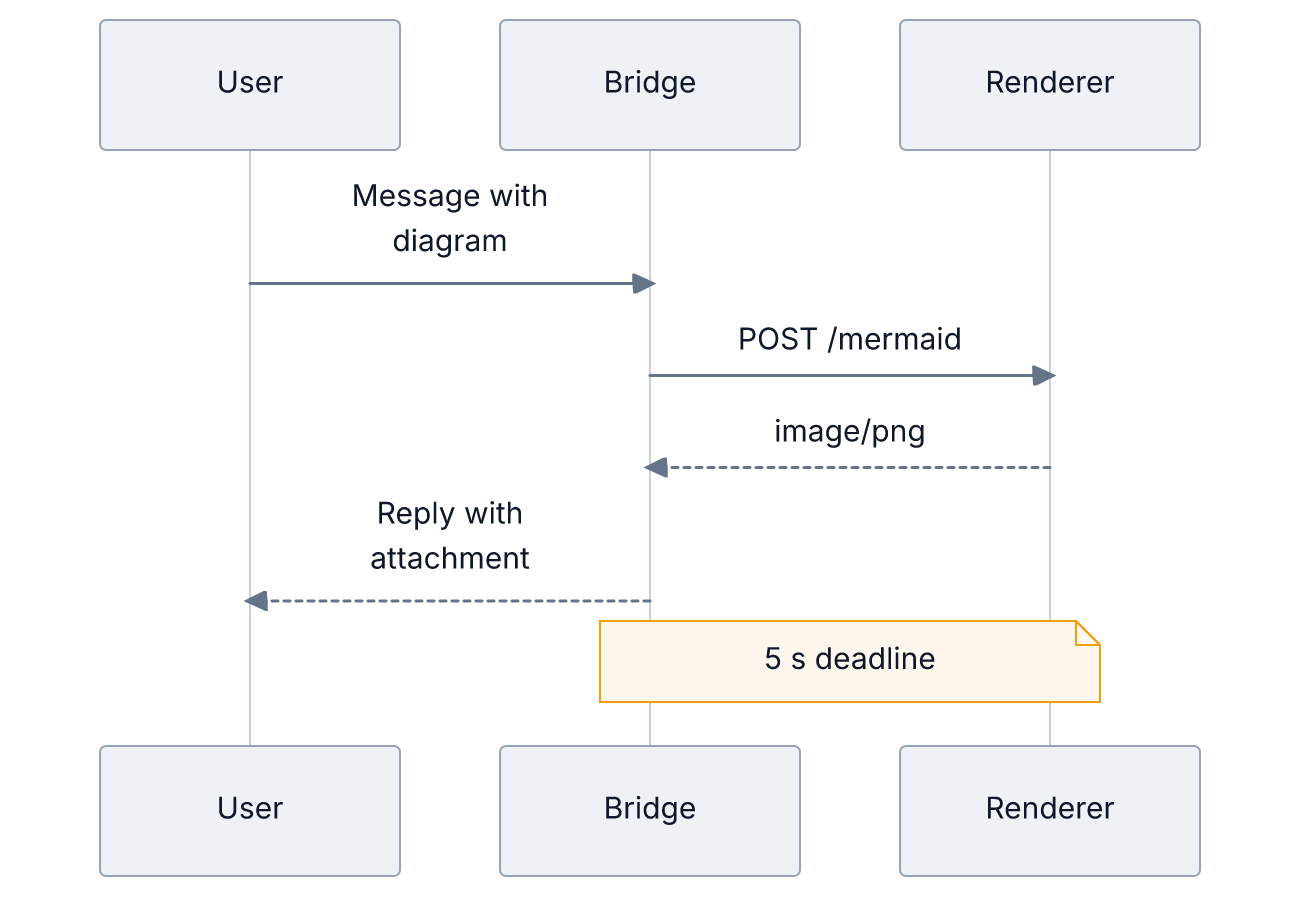 User
Bridge
Renderer
Message with
diagram
POST /mermaid
image/png
Reply with
attachment
5 s deadline
User
Bridge
Renderer